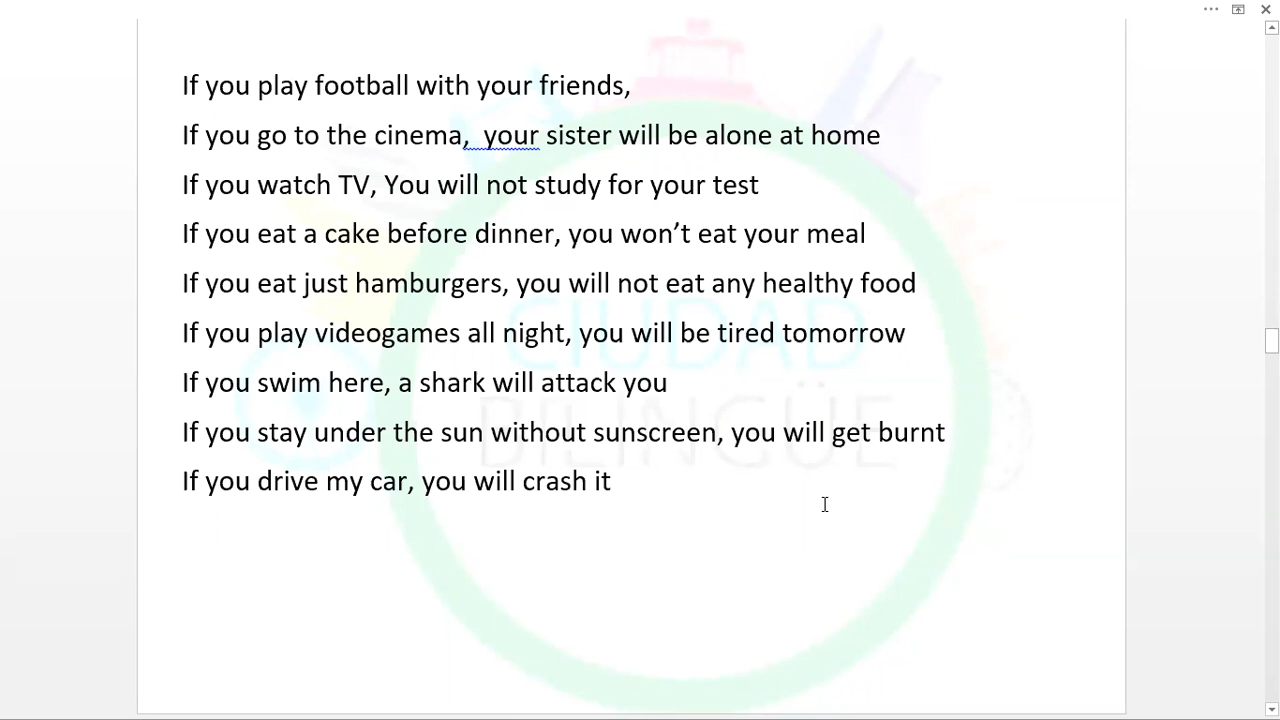 If you play football with your friends,
If you go to the cinema,  your sister will be alone at home
If you watch TV, You will not study for your test
If you eat a cake before dinner, you won’t eat your meal
If you eat just hamburgers, you will not eat any healthy food
If you play videogames all night, you will be tired tomorrow
CIUDAD
If you swim here, a shark will attack you
BILINGÜE
If you stay under the sun without sunscreen, you will get burnt
If you drive my car, you will crash it